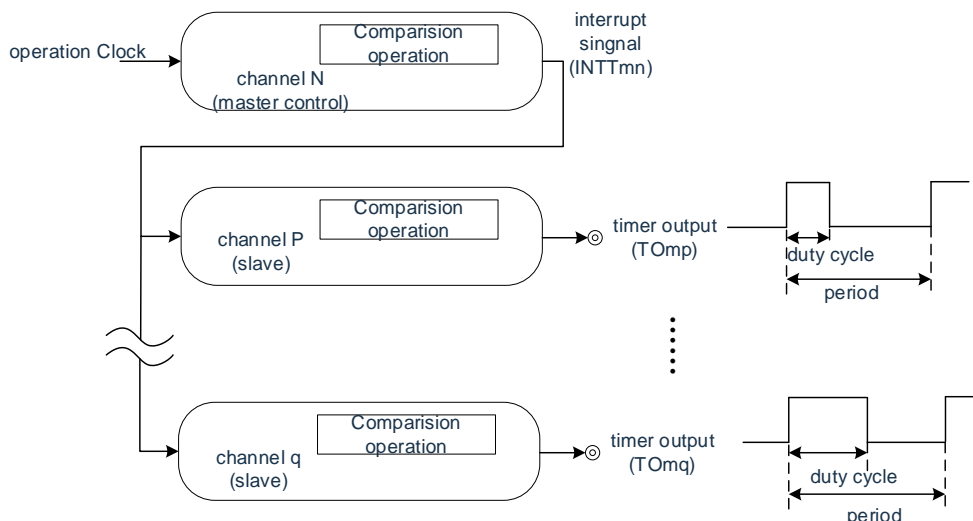 operation Clock
Comparision
operation
channel N
(master control)
interrupt
singnal
(INTTmn)
Comparision
operation
channel P
(slave)
timer output
(TOmp)
duty cycle
period
Comparision
operation
channel q
(slave)
timer output
(TOmq)
duty cycle
period